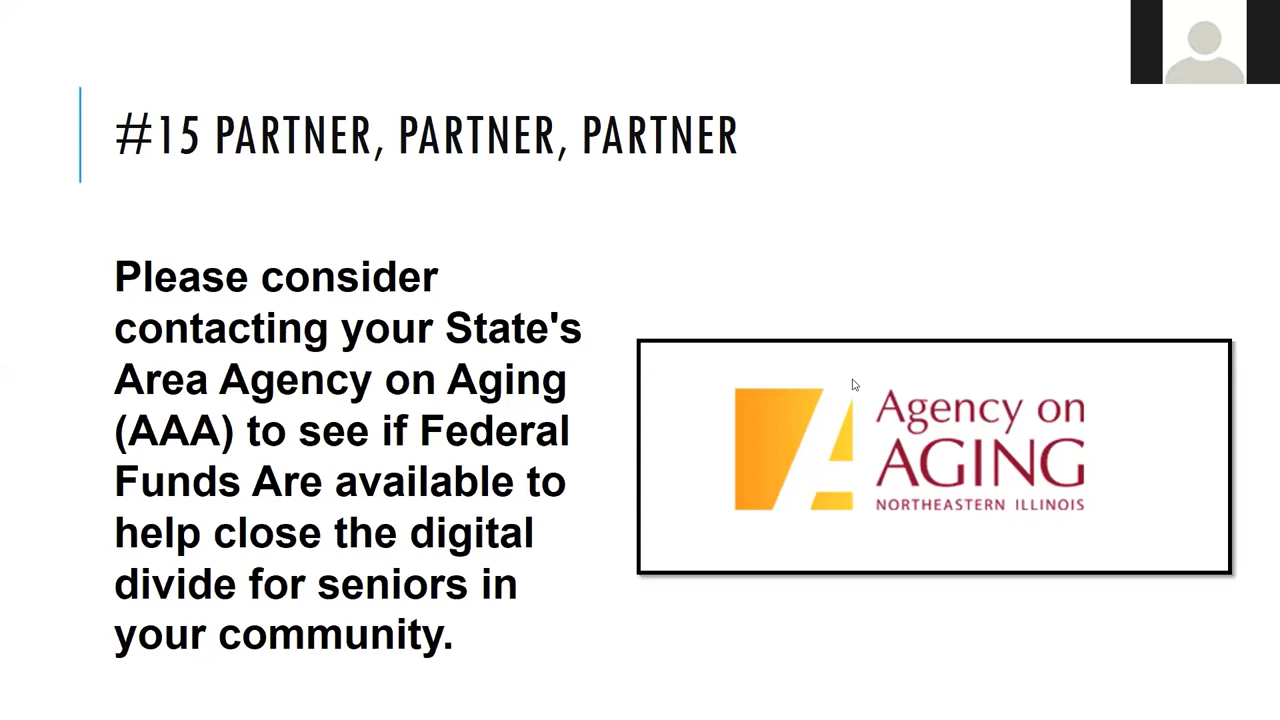 #15 PARTNER, PARTNER, PARTNER
Please consider
contacting your State's
Area Agency on Aging
(AAA) to see if Federal
Funds Are available to
help close the digital
divide for seniors in
your community.
Agency on
AGING
NORTHEASTERN ILLINOIS